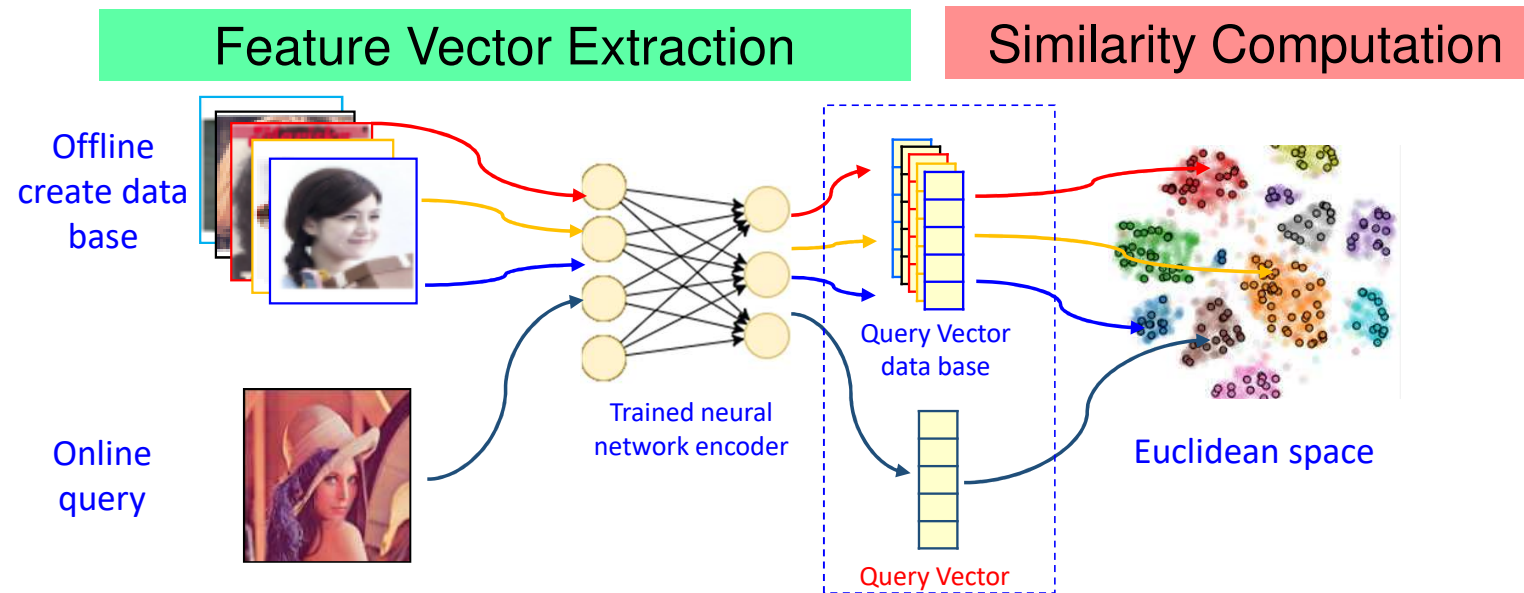 Feature Vector Extraction
Similarity Computation
Offline
create data
base
Query Vector
data base
Trained neural
network encoder
Online
query
Euclidean space
Query Vector